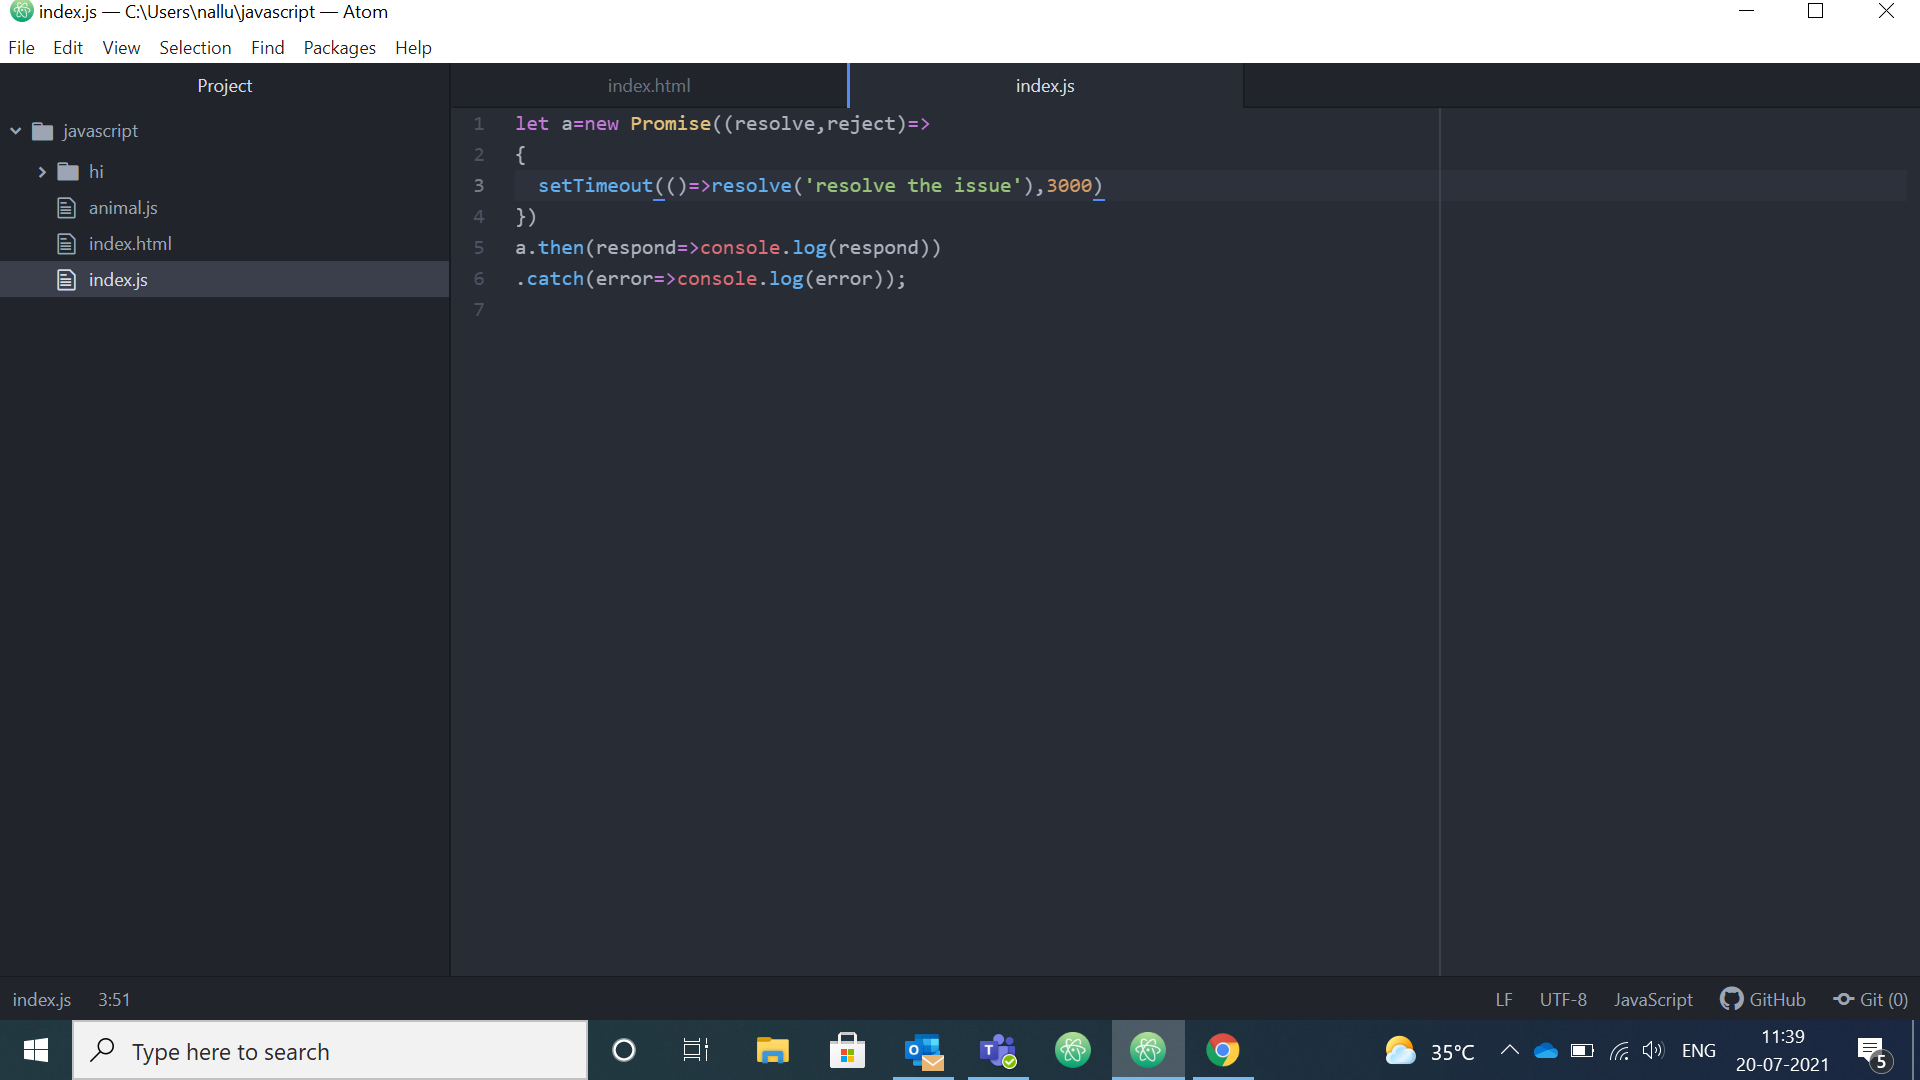 index.js — C:\Users\nallu\javascript — Atom
File Edit View Selection Find Packages Help
Project
index.html
index.js
javascript
hi
animal.js
index.html
index.js
1 let a=new Promise((resolve,reject)=>
2 {
3   setTimeout(()=>resolve('resolve the issue'),3000)
4 })
5 a.then(respond=>console.log(respond))
6 .catch(error=>console.log(error));
7
index.js 3:51
LF UTF-8 JavaScript GitHub Git (0)
Type here to search
35°C
ENG
11:39
20-07-2021
5